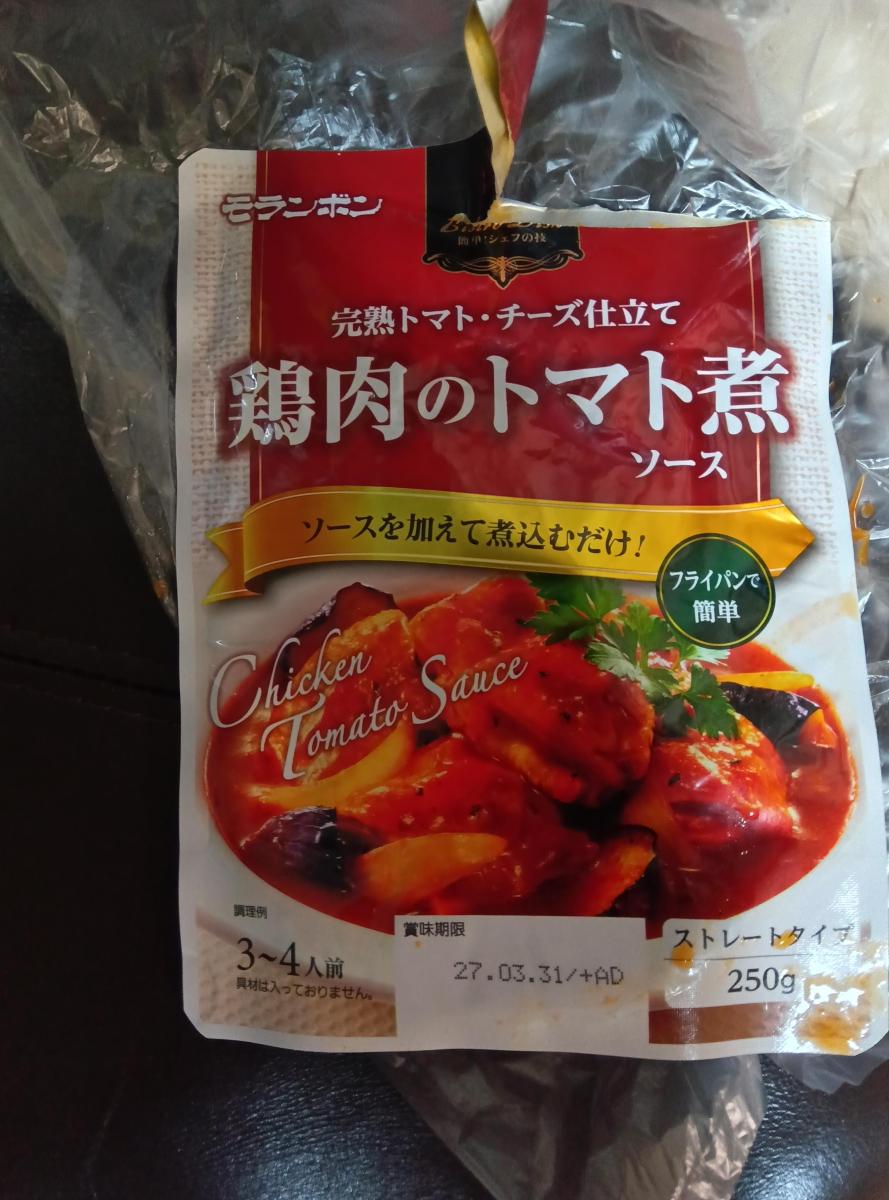 モランボン
簡単!シェフの技
完熟トマト・チーズ仕立て
鶏肉のトマト煮
ソース
ソースを加えて煮込むだけ!
フライパンで
簡単
Chicken
Tomato Sauce
調理例
3~4人前
具材は入っておりません。
賞味期限
27.03.31/+AD
ストレートタイプ
250g